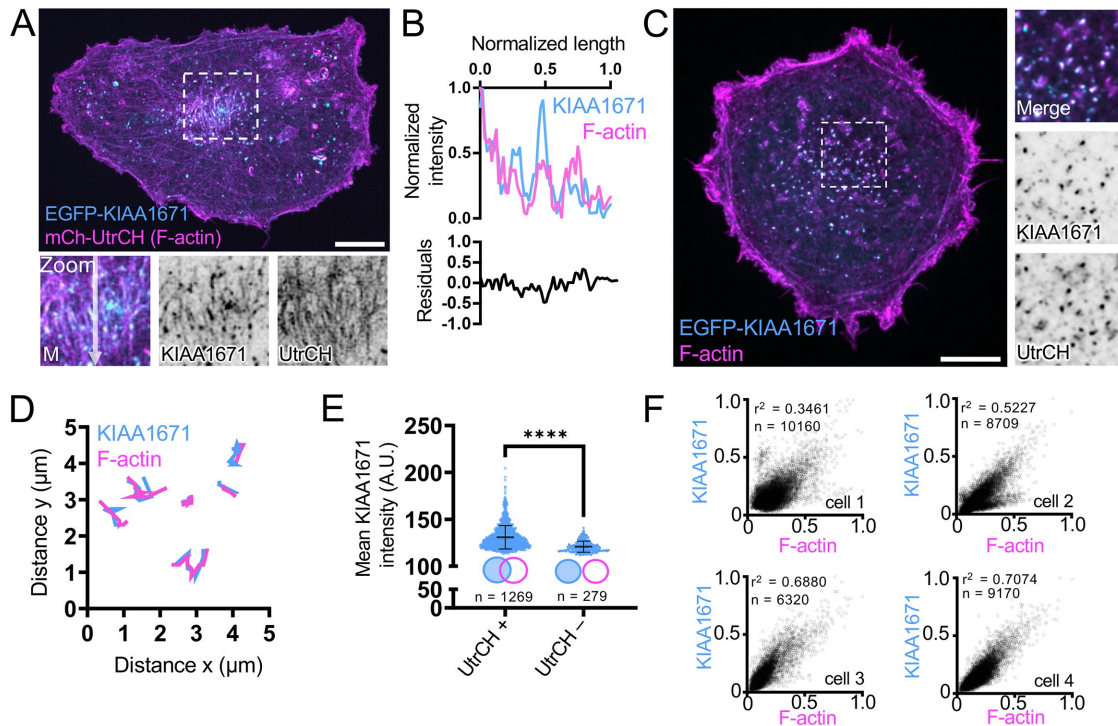 A
EGFP-KIAA1671
mCh-UtrCH (F-actin)
Zoom
M
KIAA1671
UtrCH
B
Normalized length
0.0 0.5 1.0
KIAA1671
F-actin
Normalized
intensity
1.0
0.5
0.0
Residuals
1.0
0.5
0.0
-0.5
-1.0
C
EGFP-KIAA1671
F-actin
Merge
KIAA1671
UtrCH
D
KIAA1671
F-actin
Distance y (µm)
5
4
3
2
1
0
0 1 2 3 4 5
Distance x (µm)
E
Mean KIAA1671
intensity (A.U.)
250
200
150
100
50
0
****
n = 1269
n = 279
UtrCH +
UtrCH –
F
r² = 0.3461
n = 10160
KIAA1671
1.0
0.5
0
0 0.5 1.0
cell 1
F-actin
r² = 0.5227
n = 8709
KIAA1671
1.0
0.5
0
0 0.5 1.0
cell 2
F-actin
r² = 0.6880
n = 6320
KIAA1671
1.0
0.5
0
0 0.5 1.0
cell 3
F-actin
r² = 0.7074
n = 9170
KIAA1671
1.0
0.5
0
0 0.5 1.0
cell 4
F-actin